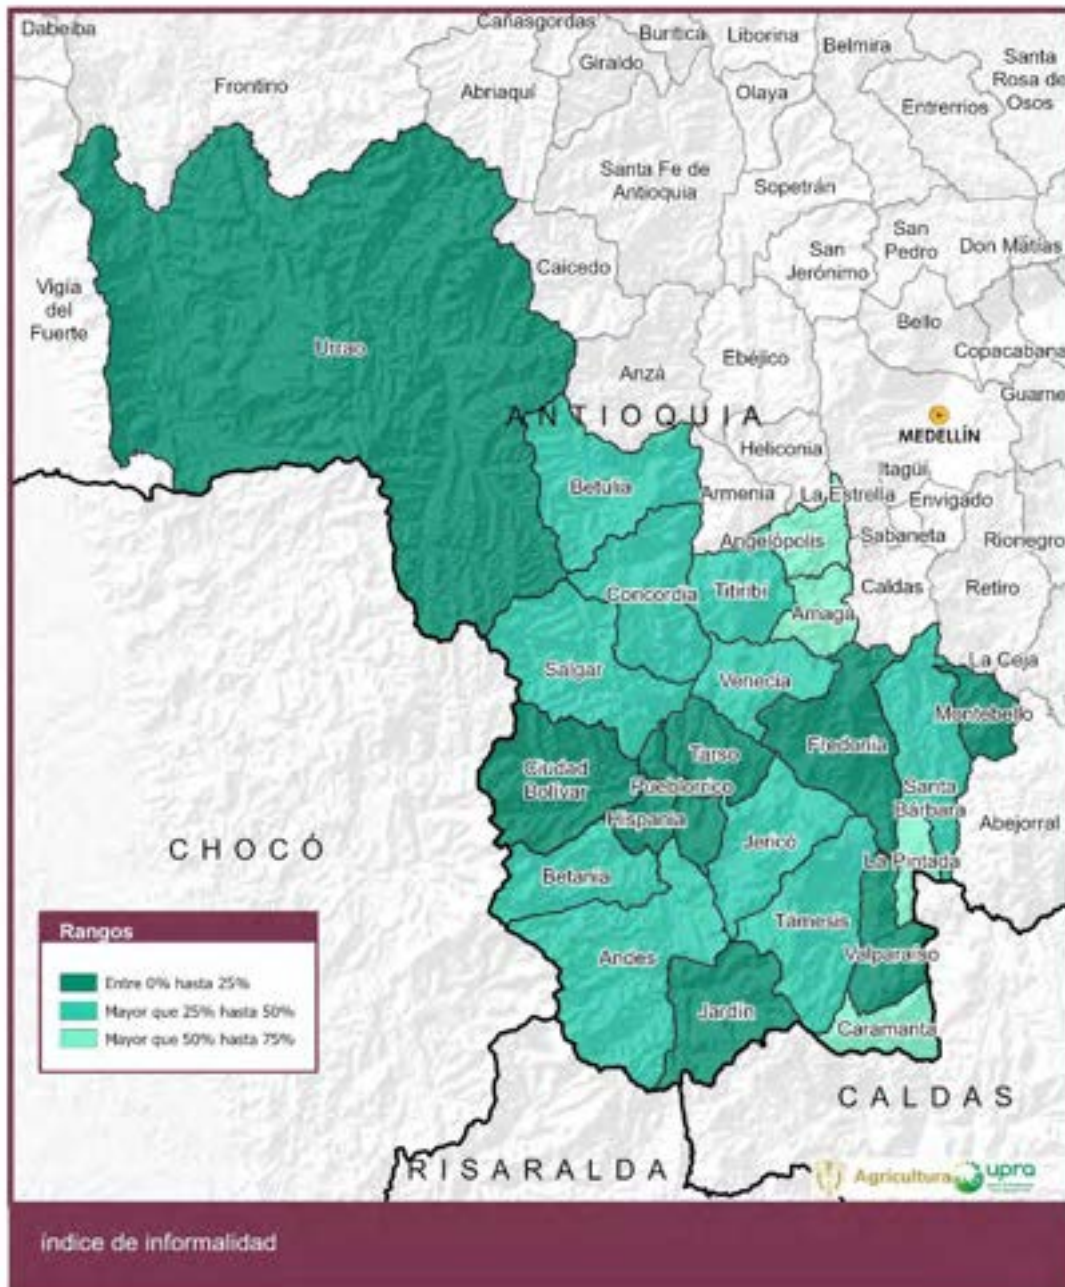 Dabeiba
Cañasgordas
Buriticá
Liborina
Belmira
Santa
Rosa de
Osos
Giraldo
Frontino
Abriaquí
Olaya
Entrerrios
Santa Fe de
Antioquia
Sopetrán
San
Pedro
Don Matías
San
Jerónimo
Caicedo
Vigía
del
Fuerte
Bello
Urrao
Ebéjico
Copacabana
Anzá
Guarne
ANTIOQUIA
MEDELLÍN
Heliconia
Itagüí
Betulia
Armenia
La Estrella
Envigado
Angelópolis
Sabaneta
Rionegro
Concordia
Titiribí
Amagá
Caldas
Retiro
La Ceja
Salgar
Venecia
Montebello
Fredonia
Tarso
Ciudad
Bolívar
Pueblorrico
Santa
Bárbara
Hispania
Abejorral
Jericó
CHOCÓ
La Pintada
Betania
Támesis
Andes
Valparaiso
Jardín
Caramanta
Rangos
Entre 0% hasta 25%
Mayor que 25% hasta 50%
Mayor que 50% hasta 75%
CALDAS
RISARALDA
Agricultura
upra
índice de informalidad